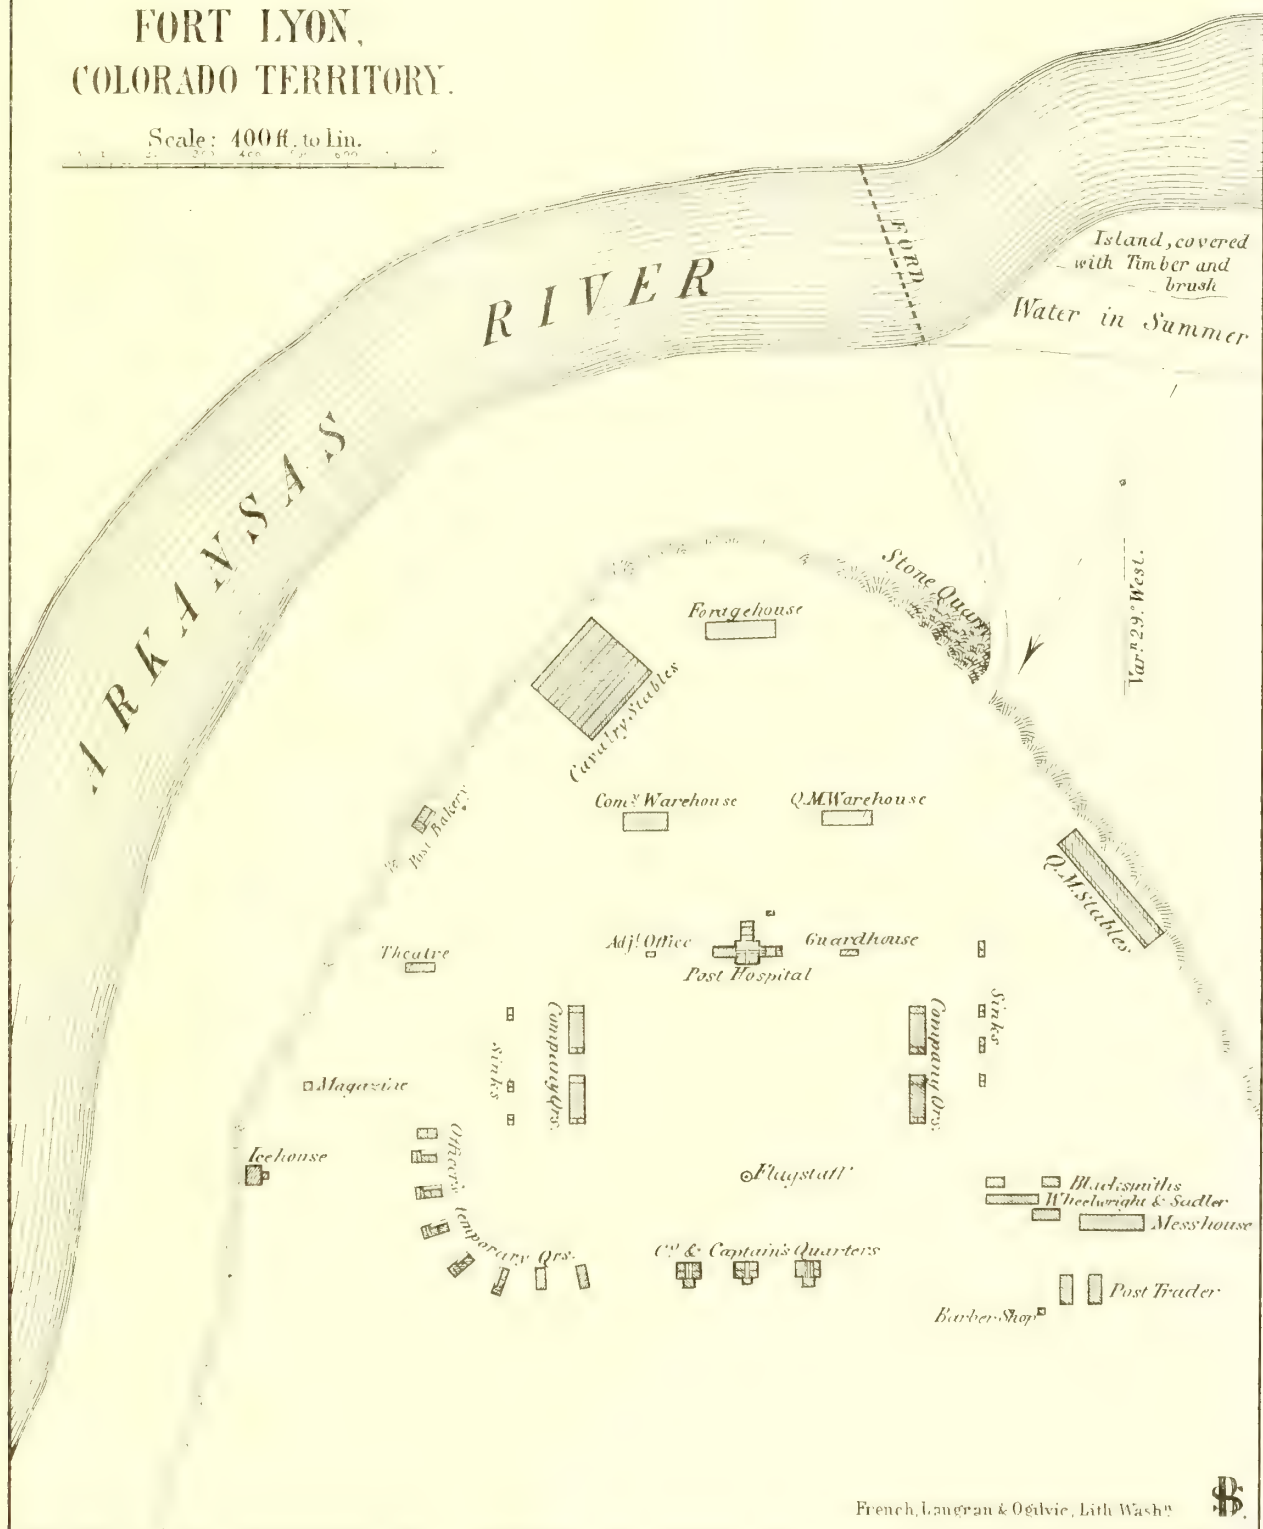 FORT LYON,
COLORADO TERRITORY.
Scale: 400 ft. to 1 in.
ARKANSAS RIVER
FORD
Island, covered
with Timber and
brush
Water in Summer
Var.n 29.° West.
Stone Quarry
Foragehouse
Cavalry Stables
Com.y Warehouse
Q.M. Warehouse
Post Bakery
Q.M. Stables
Adj.t Office
Guardhouse
Theatre
Post Hospital
Company Qrs.
Sinks
Company Qrs.
Sinks
Magazine
Icehouse
Officer's temporary Qrs.
Flagstaff
Blacksmiths
Wheelwright & Sadler
Messhouse
& Captain's Quarters
Post Trader
Barber Shop
French, Langran & Ogilvie, Lith Wash.n